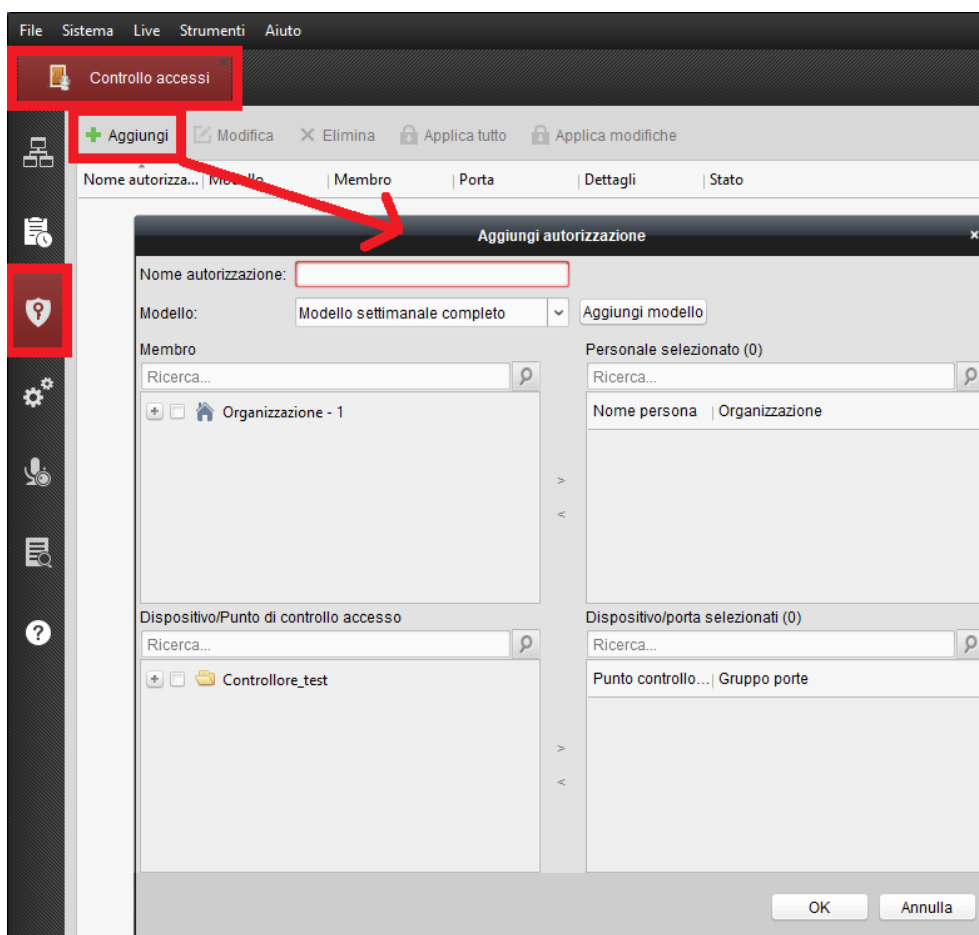 File Sistema Live Strumenti Aiuto
Controllo accessi
Aggiungi Modifica Elimina Applica tutto Applica modifiche
Nome autorizza... Modello Membro Porta Dettagli Stato
Aggiungi autorizzazione
Nome autorizzazione:
Modello: Modello settimanale completo Aggiungi modello
Membro Personale selezionato (0)
Ricerca... Ricerca...
Organizzazione - 1 Nome persona Organizzazione
>
<
Dispositivo/Punto di controllo accesso Dispositivo/porta selezionati (0)
Ricerca... Ricerca...
Controllore_test Punto controllo... Gruppo porte
>
<
OK Annulla